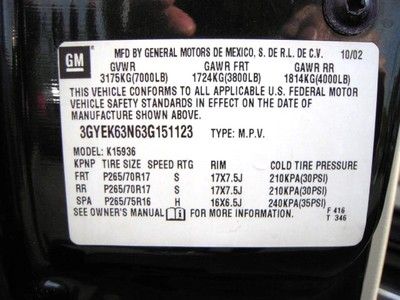 GM
MFD BY GENERAL MOTORS DE MEXICO, S. DE R.L. DE C.V. 10/02
GVWR GAWR FRT GAWR RR
3175KG(7000LB) 1724KG(3800LB) 1814KG(4000LB)
THIS VEHICLE CONFORMS TO ALL APPLICABLE U.S. FEDERAL MOTOR
VEHICLE SAFETY STANDARDS IN EFFECT ON THE DATE OF
MANUFACTURE SHOWN ABOVE.
3GYEK63N63G151123 TYPE: M.P.V.
MODEL: K15936
KPNP TIRE SIZE SPEED RTG RIM COLD TIRE PRESSURE
FRT P265/70R17 S 17X7.5J 210KPA(30PSI)
RR P265/70R17 S 17X7.5J 210KPA(30PSI)
SPA P265/75R16 H 16X6.5J 240KPA(35PSI)
SEE OWNER'S MANUAL FOR MORE INFORMATION. F 416
T 346